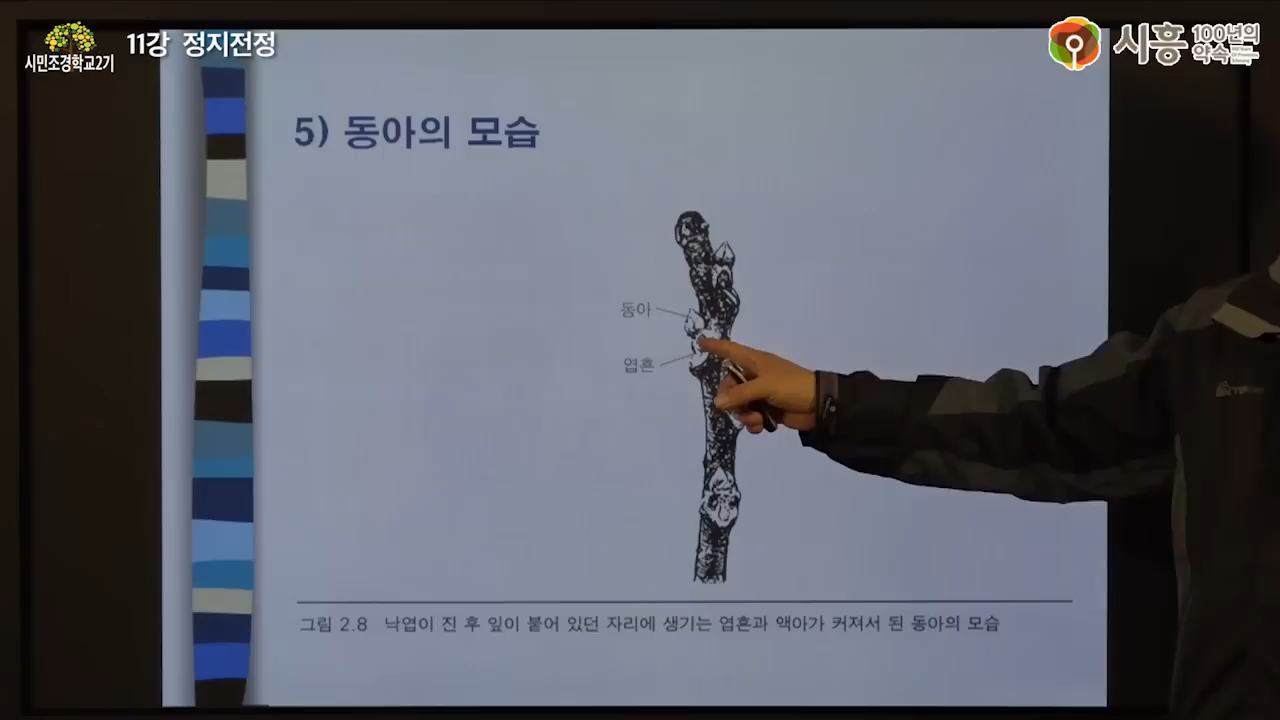 시민조경학교2기
11강 정지전정
시흥
100년의
약속
5) 동아의 모습
동아
엽흔
그림 2.8 낙엽이 진 후 잎이 붙어 있던 자리에 생기는 엽흔과 액아가 커져서 된 동아의 모습